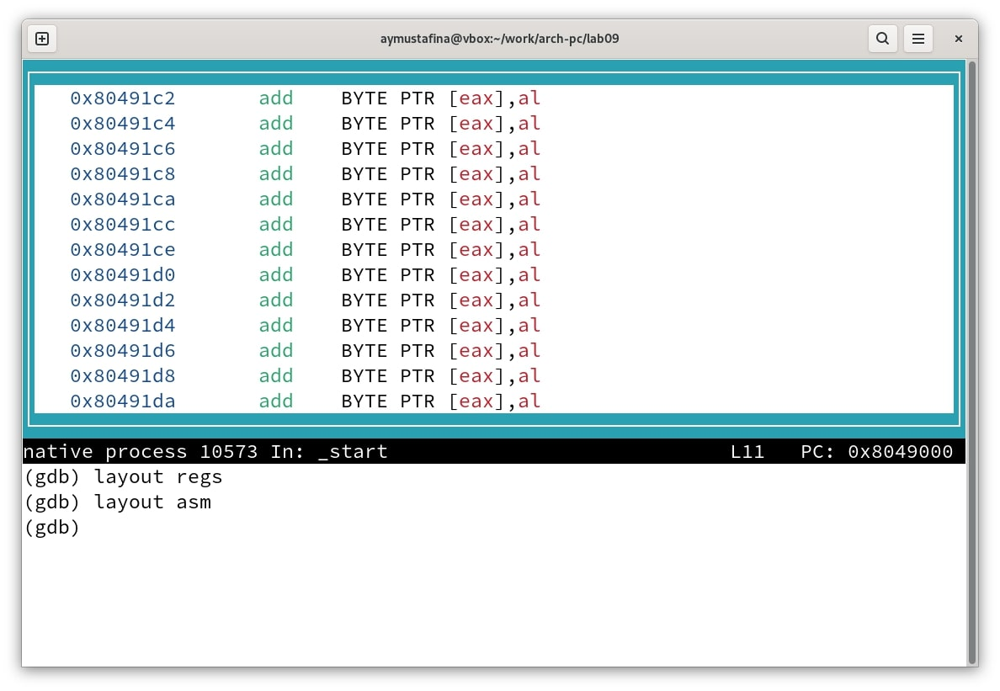 aymustafina@vbox:~/work/arch-pc/lab09
0x80491c2 add BYTE PTR [eax],al
0x80491c4 add BYTE PTR [eax],al
0x80491c6 add BYTE PTR [eax],al
0x80491c8 add BYTE PTR [eax],al
0x80491ca add BYTE PTR [eax],al
0x80491cc add BYTE PTR [eax],al
0x80491ce add BYTE PTR [eax],al
0x80491d0 add BYTE PTR [eax],al
0x80491d2 add BYTE PTR [eax],al
0x80491d4 add BYTE PTR [eax],al
0x80491d6 add BYTE PTR [eax],al
0x80491d8 add BYTE PTR [eax],al
0x80491da add BYTE PTR [eax],al
native process 10573 In: _start L11 PC: 0x8049000
(gdb) layout regs
(gdb) layout asm
(gdb)